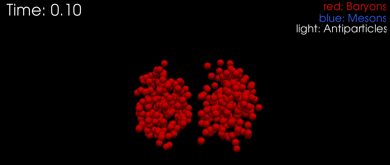 Time: 0.10
red: Baryons
blue: Mesons
light: Antiparticles